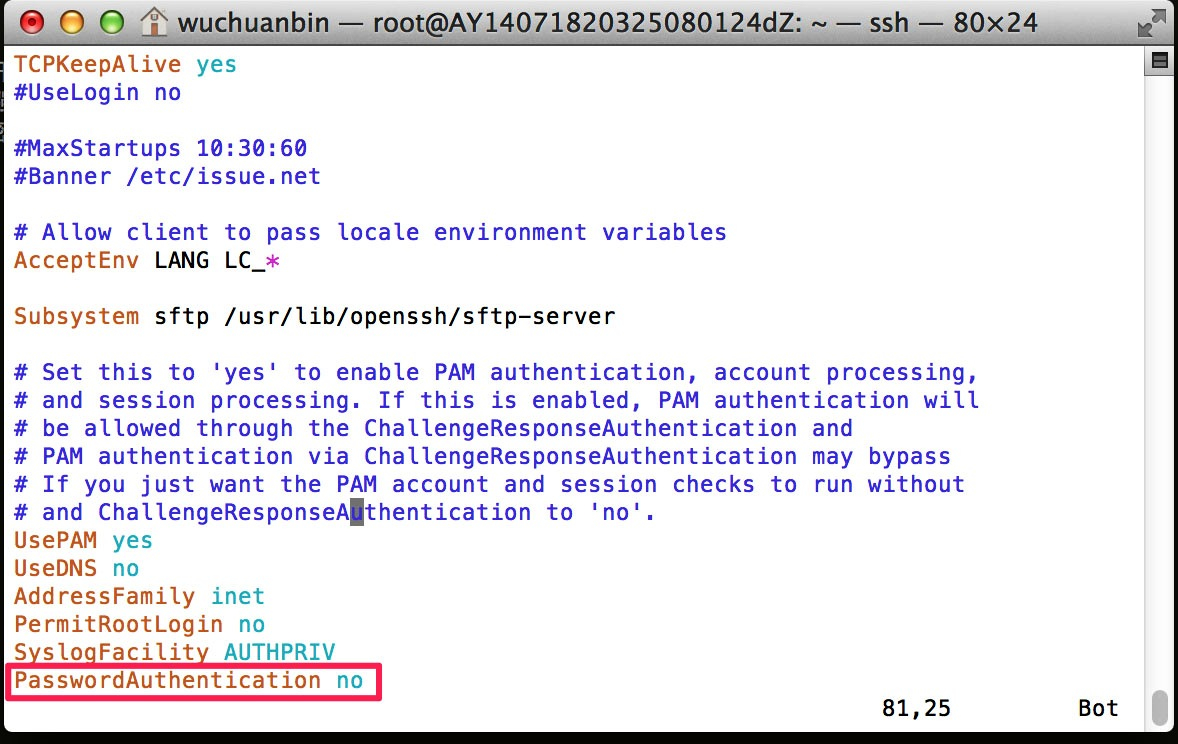 wuchuanbin — root@AY14071820325080124dZ: ~ — ssh — 80×24
TCPKeepAlive yes
#UseLogin no
#MaxStartups 10:30:60
#Banner /etc/issue.net
# Allow client to pass locale environment variables
AcceptEnv LANG LC_*
Subsystem sftp /usr/lib/openssh/sftp-server
# Set this to 'yes' to enable PAM authentication, account processing,
# and session processing. If this is enabled, PAM authentication will
# be allowed through the ChallengeResponseAuthentication and
# PAM authentication via ChallengeResponseAuthentication may bypass
# If you just want the PAM account and session checks to run without
# and ChallengeResponseAuthentication to 'no'.
UsePAM yes
UseDNS no
AddressFamily inet
PermitRootLogin no
SyslogFacility AUTHPRIV
PasswordAuthentication no
81,25 Bot